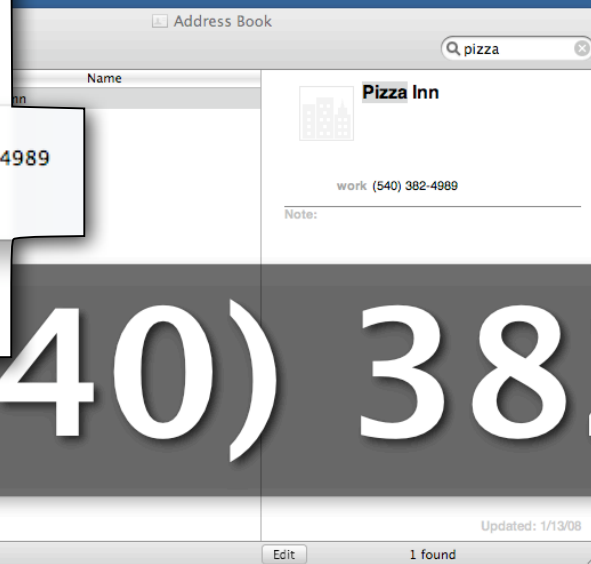 Address Book
pizza
Name
Pizza Inn
nn
4989
work (540) 382-4989
Note:
40) 38
Updated: 1/13/08
Edit
1 found